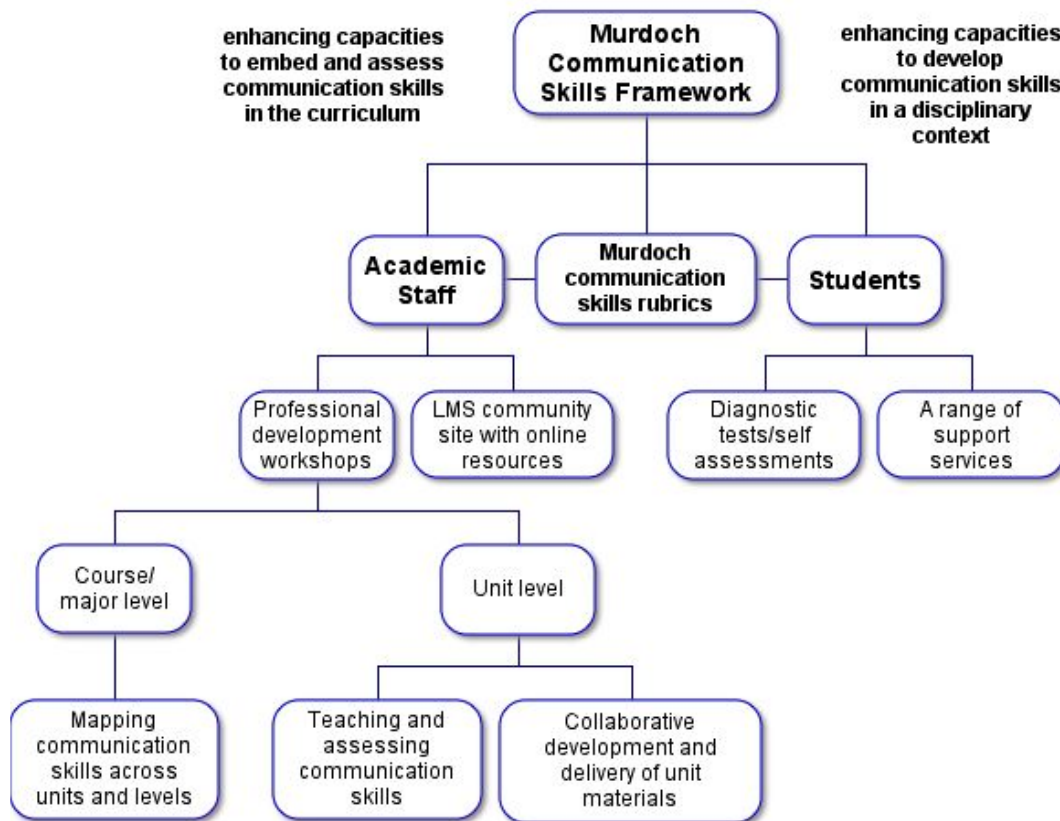 enhancing capacities
to embed and assess
communication skills
in the curriculum
Murdoch
Communication
Skills Framework
enhancing capacities
to develop
communication skills
in a disciplinary
context
Academic
Staff
Murdoch
communication
skills rubrics
Students
Professional
development
workshops
LMS community
site with online
resources
Diagnostic
tests/self
assessments
A range of
support
services
Course/
major level
Unit level
Mapping
communication
skills across
units and levels
Teaching and
assessing
communication
skills
Collaborative
development and
delivery of unit
materials